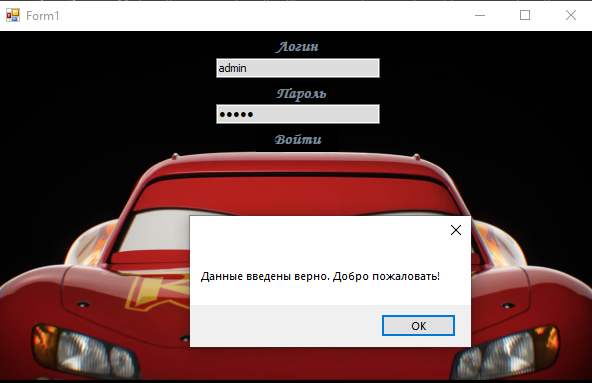 Form1
Логин
admin
Пароль
•••••
Войти
Данные введены верно. Добро пожаловать!
OK